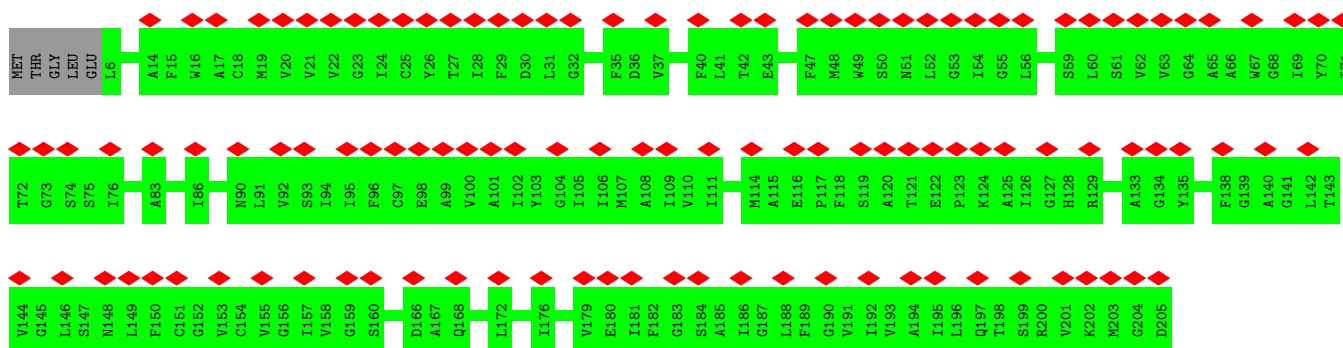 MET THR GLY LEU GLU L6 A14 F15 W16 A17 C18 M19 V20 V21 V22 G23 I24 C25 Y26 T27 I28 F29 D30 L31 G32 F35 D36 V37 F40 L41 T42 E43 F47 M48 W49 S50 N51 L52 G53 I54 G55 L56 S59 L60 S61 V62 V63 G64 A65 A66 W67 G68 I69 Y70
T72 G73 S74 S75 I76 A83 I86 N90 L91 V92 S93 I94 I95 F96 C97 E98 A99 V100 A101 I102 Y103 G104 I105 I106 M107 A108 I109 V110 I111 M114 A115 E116 P117 F118 S119 A120 T121 E122 P123 K124 A125 I126 G127 H128 R129 A133 G134 Y135 F138 G139 A140 G141 L142 T143
V144 G145 L146 S147 N148 L149 F150 C151 G152 V153 C154 V155 G156 I157 V158 G159 S160 D166 A167 Q168 L172 I176 V179 E180 I181 F182 G183 S184 A185 I186 G187 L188 F189 G190 V191 I192 V193 A194 I195 L196 Q197 T198 S199 R200 V201 K202 M203 G204 D205